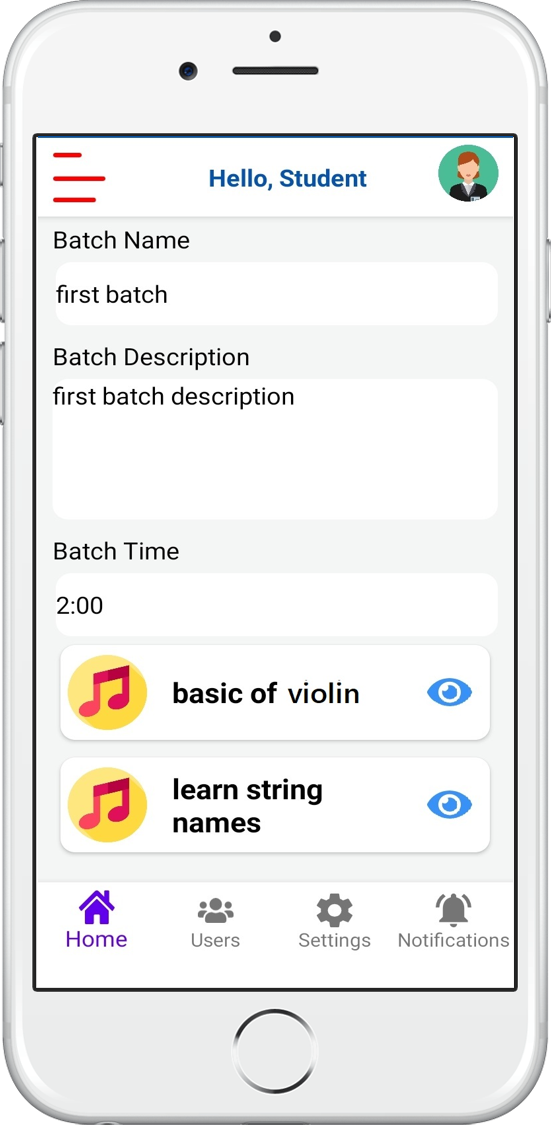 Hello, Student
Batch Name
first batch
Batch Description
first batch description
Batch Time
2:00
basic of violin
learn string
names
Home
Users
Settings
Notifications